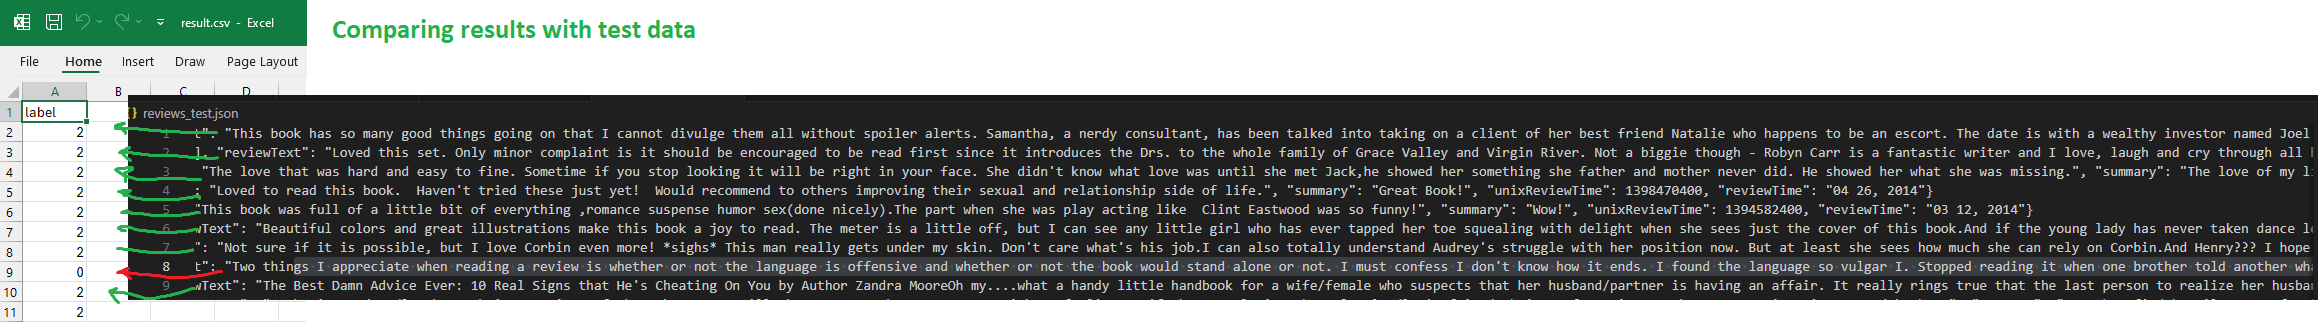 result.csv - Excel
Comparing results with test data
File Home Insert Draw Page Layout
A B C D
1 label
2 2
3 2
4 2
5 2
6 2
7 2
8 2
9 0
10 2
11 2
reviews_test.json
1 t": "This book has so many good things going on that I cannot divulge them all without spoiler alerts. Samantha, a nerdy consultant, has been talked into taking on a client of her best friend Natalie who happens to be an escort. The date is with a wealthy investor named Joel
2 ], "reviewText": "Loved this set. Only minor complaint is it should be encouraged to be read first since it introduces the Drs. to the whole family of Grace Valley and Virgin River. Not a biggie though - Robyn Carr is a fantastic writer and I love, laugh and cry through all
3 "The love that was hard and easy to fine. Sometime if you stop looking it will be right in your face. She didn't know what love was until she met Jack,he showed her something she father and mother never did. He showed her what she was missing.", "summary": "The love of my
4 : "Loved to read this book.  Haven't tried these just yet!  Would recommend to others improving their sexual and relationship side of life.", "summary": "Great Book!", "unixReviewTime": 1398470400, "reviewTime": "04 26, 2014"}
5 "This book was full of a little bit of everything ,romance suspense humor sex(done nicely).The part when she was play acting like  Clint Eastwood was so funny!", "summary": "Wow!", "unixReviewTime": 1394582400, "reviewTime": "03 12, 2014"}
6 wText": "Beautiful colors and great illustrations make this book a joy to read. The meter is a little off, but I can see any little girl who has ever tapped her toe squealing with delight when she sees just the cover of this book.And if the young lady has never taken dance
7 ": "Not sure if it is possible, but I love Corbin even more! *sighs* This man really gets under my skin. Don't care what's his job.I can also totally understand Audrey's struggle with her position now. But at least she sees how much she can rely on Corbin.And Henry??? I hope
8 t": "Two things I appreciate when reading a review is whether or not the language is offensive and whether or not the book would stand alone or not. I must confess I don't know how it ends. I found the language so vulgar I. Stopped reading it when one brother told another
9 wText": "The Best Damn Advice Ever: 10 Real Signs that He's Cheating On You by Author Zandra MooreOh my....what a handy little handbook for a wife/female who suspects that her husband/partner is having an affair. It really rings true that the last person to realize her